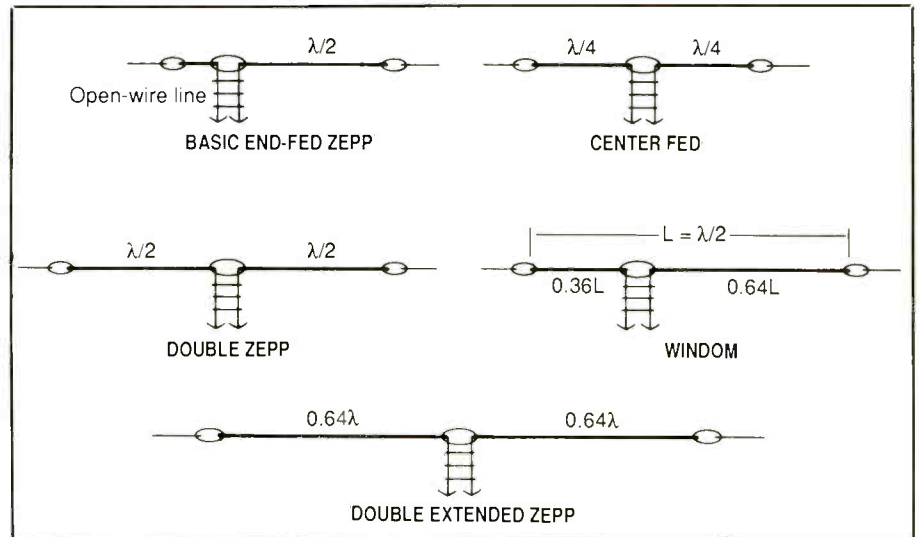 λ/2
Open-wire line
BASIC END-FED ZEPP
λ/4 λ/4
CENTER FED
λ/2 λ/2
DOUBLE ZEPP
L = λ/2
0.36L 0.64L
WINDOM
0.64λ 0.64λ
DOUBLE EXTENDED ZEPP